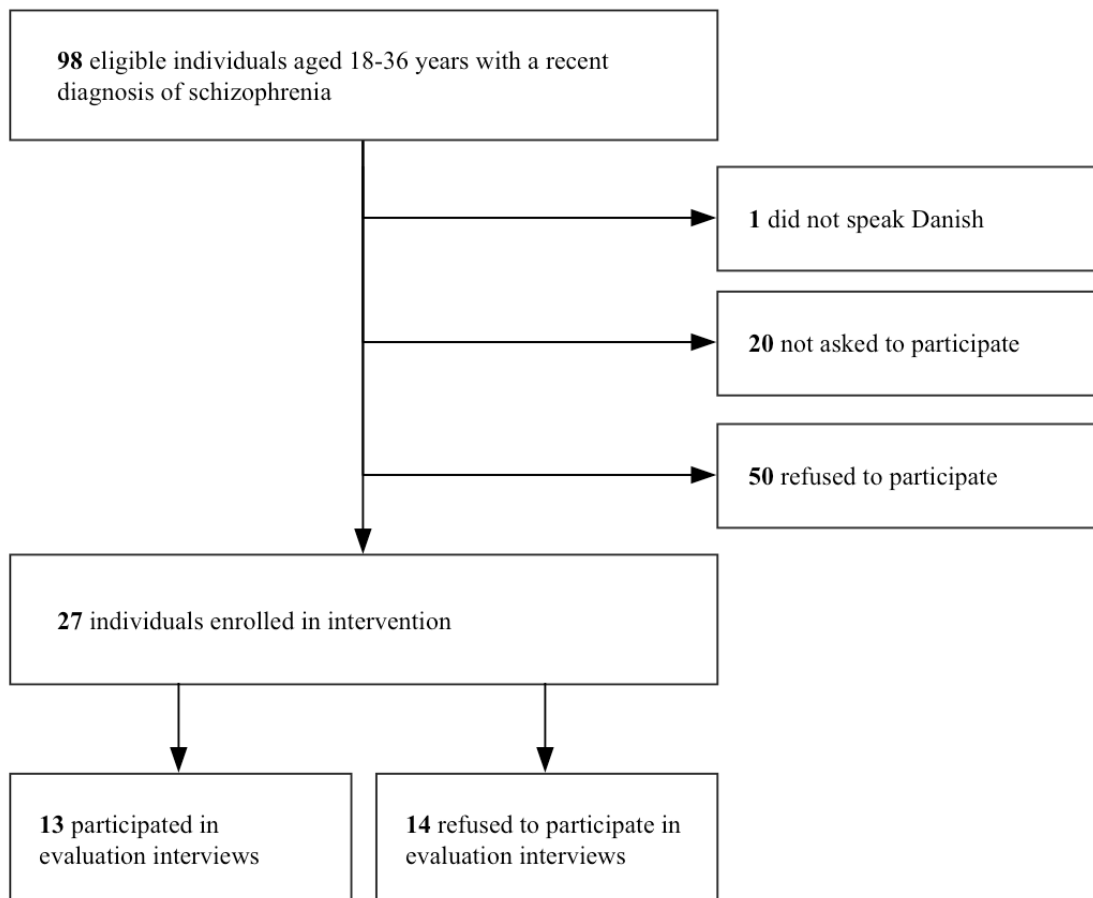 98 eligible individuals aged 18-36 years with a recent
diagnosis of schizophrenia
1 did not speak Danish
20 not asked to participate
50 refused to participate
27 individuals enrolled in intervention
13 participated in
evaluation interviews
14 refused to participate in
evaluation interviews